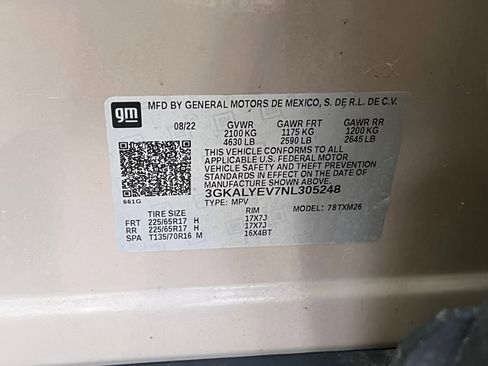 gm
MFD BY GENERAL MOTORS DE MEXICO, S. DE R.L. DE C.V.
08/22 GVWR GAWR FRT GAWR RR
2100 KG 1175 KG 1200 KG
4630 LB 2590 LB 2645 LB
THIS VEHICLE CONFORMS TO ALL
APPLICABLE U.S. FEDERAL MOTOR
VEHICLE SAFETY AND THEFT PREVENTION
STANDARDS IN EFFECT ON THE DATE OF
MANUFACTURE SHOWN ABOVE.
3GKALYEV7NL305248
661G TYPE: MPV MODEL: 78TXM26
TIRE SIZE RIM
FRT 225/65R17 H 17X7J
RR 225/65R17 H 17X7J
SPA T135/70R16 M 16X4BT